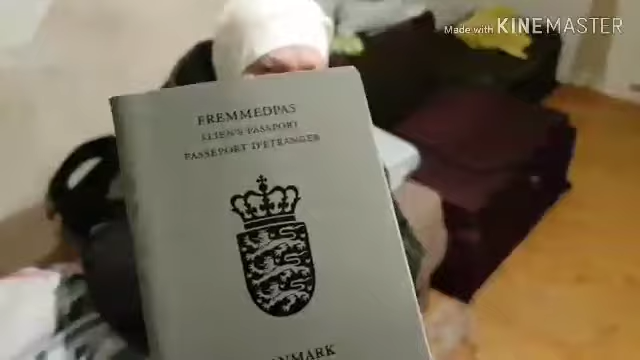 Made with KINEMASTER
FREMMEDPAS
ALIEN'S PASSPORT
PASSEPORT D'ETRANGER